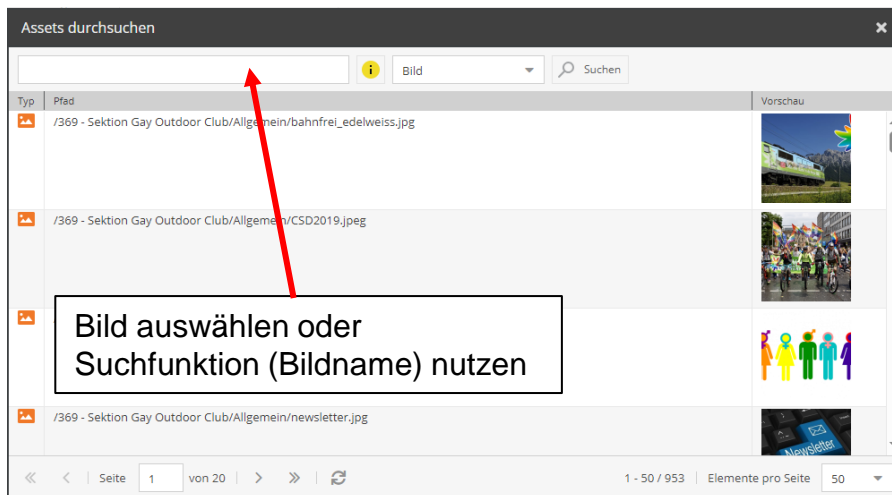 Assets durchsuchen
Bild
Suchen
Typ Pfad Vorschau
/369 - Sektion Gay Outdoor Club/Allgemein/bahnfrei_edelweiss.jpg
/369 - Sektion Gay Outdoor Club/Allgemein/CSD2019.jpeg
Bild auswählen oder
Suchfunktion (Bildname) nutzen
/369 - Sektion Gay Outdoor Club/Allgemein/newsletter.jpg
Newsletter
Seite 1 von 20 1 - 50 / 953 Elemente pro Seite 50